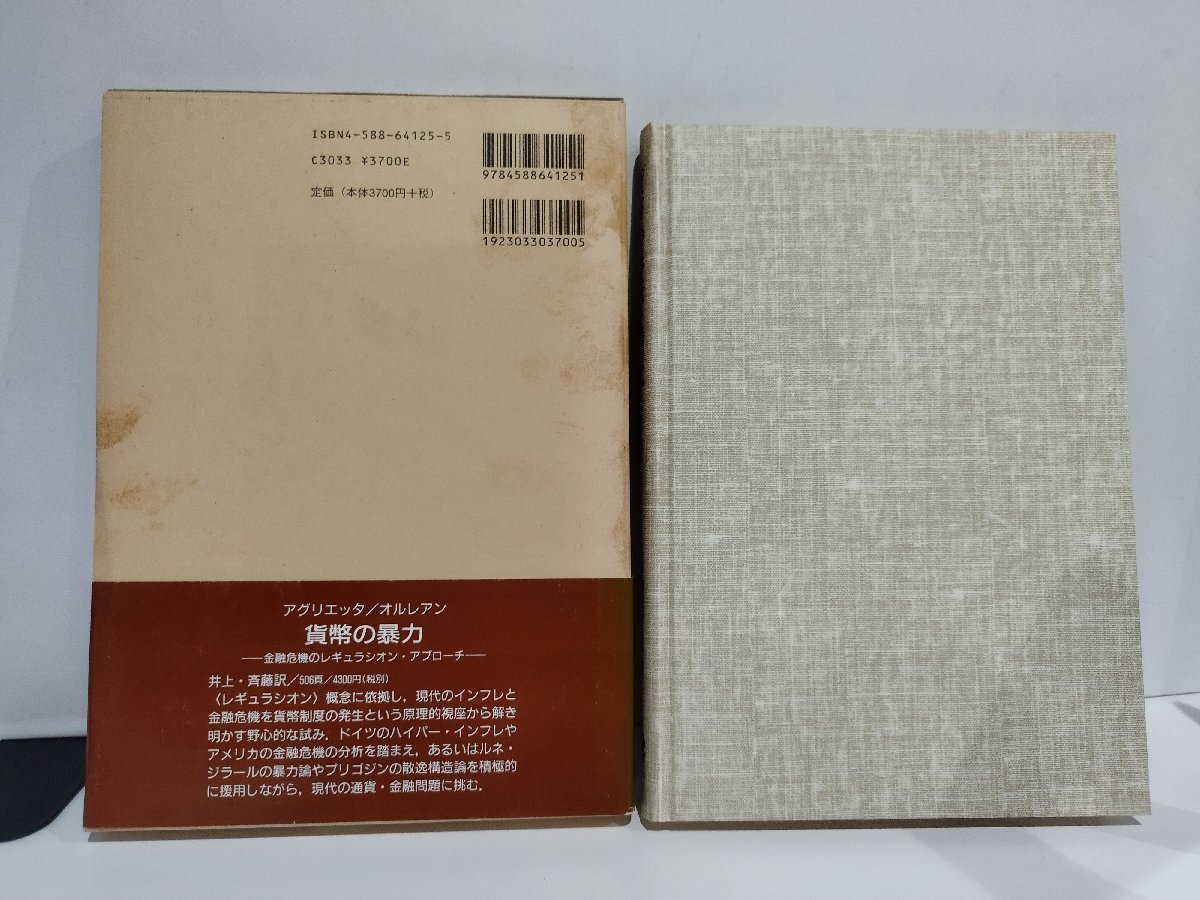 ISBN4-588-64125-5
C3033 ¥3700E
定価（本体3700円＋税）
9784588641251
1923033037005
アグリエッタ／オルレアン
貨幣の暴力
──金融危機のレギュラシオン・アプローチ──
井上・斉藤訳／506頁／4300円（税別）
〈レギュラシオン〉概念に依拠し，現代のインフレと
金融危機を貨幣制度の発生という原理的視座から解き
明かす野心的な試み．ドイツのハイパー・インフレや
アメリカの金融危機の分析を踏まえ，あるいはルネ・
ジラールの暴力論やプリゴジンの散逸構造論を積極的
に援用しながら，現代の通貨・金融問題に挑む．